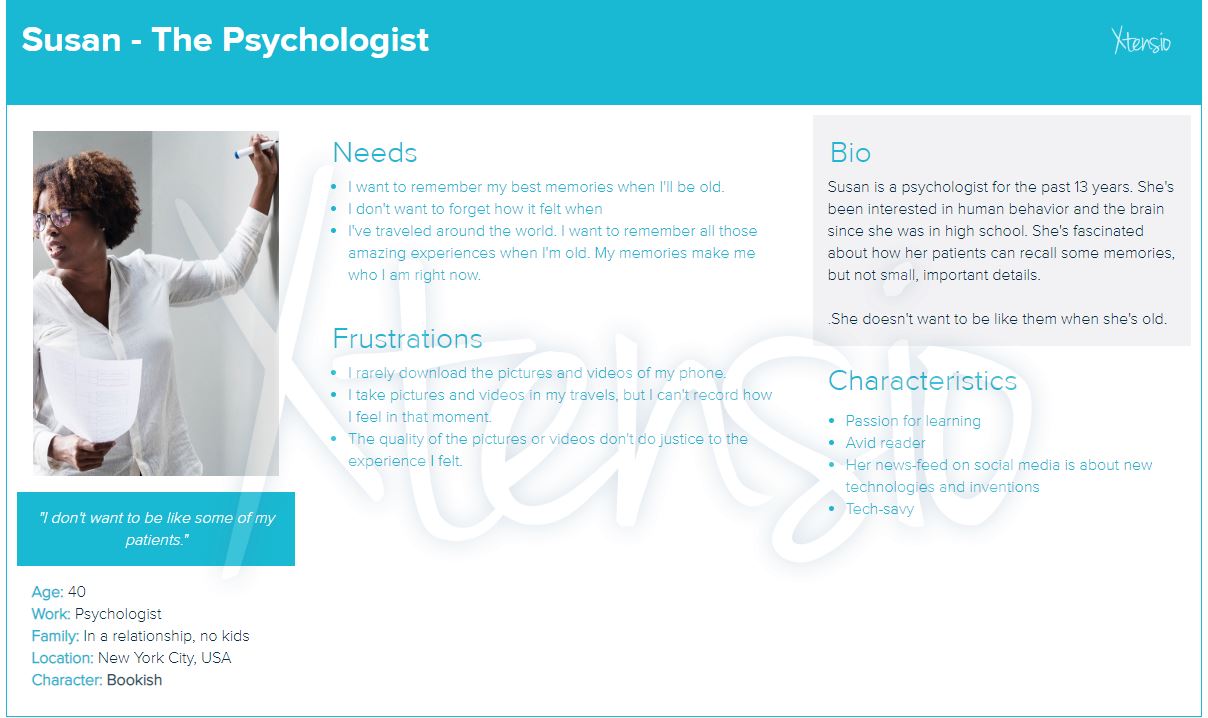 Susan - The Psychologist
Xtensio
Needs
• I want to remember my best memories when I'll be old.
• I don't want to forget how it felt when
• I've traveled around the world. I want to remember all those
amazing experiences when I'm old. My memories make me
who I am right now.
Frustrations
• I rarely download the pictures and videos of my phone.
• I take pictures and videos in my travels, but I can't record how
I feel in that moment.
• The quality of the pictures or videos don't do justice to the
experience I felt.
Bio
Susan is a psychologist for the past 13 years. She's
been interested in human behavior and the brain
since she was in high school. She's fascinated
about how her patients can recall some memories,
but not small, important details.
.She doesn't want to be like them when she's old.
Characteristics
• Passion for learning
• Avid reader
• Her news-feed on social media is about new
technologies and inventions
• Tech-savy
"I don't want to be like some of my
patients."
Age: 40
Work: Psychologist
Family: In a relationship, no kids
Location: New York City, USA
Character: Bookish
Xtensio